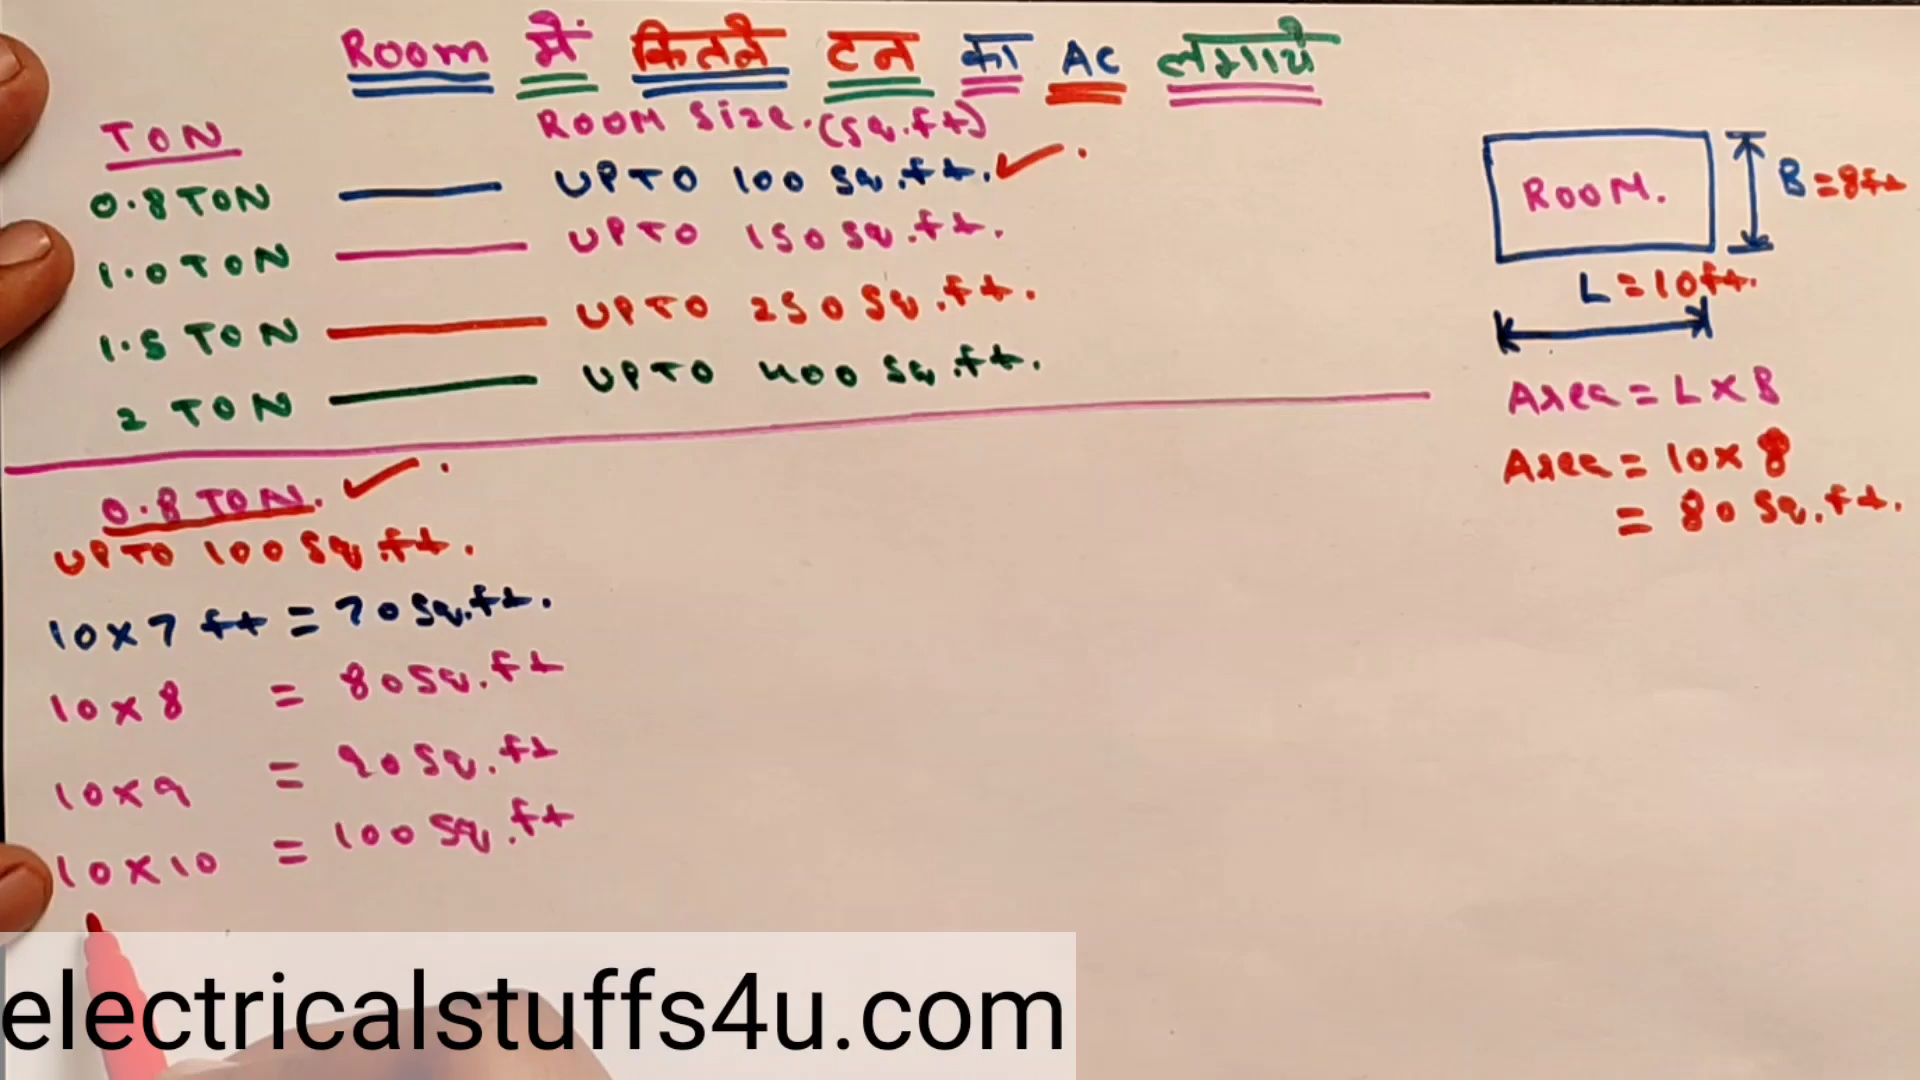 Room में कितने टन का AC लगायें
TON ROOM Size. (Sq.ft)
0.8 TON UPTO 100 Sq.ft.
1.0 TON UPTO 150 Sq.ft.
1.5 TON UPTO 250 Sq.ft.
2 TON UPTO 400 Sq.ft.
ROOM.
B = 8ft
L = 10ft.
Area = L x B
Area = 10 x 8
= 80 Sq.ft.
0.8 TON.
UPTO 100 Sq.ft.
10 x 7 ft = 70 Sq.ft.
10 x 8 = 80 Sq.ft
10 x 9 = 90 Sq.ft
10 x 10 = 100 Sq.ft
electricalstuffs4u.com